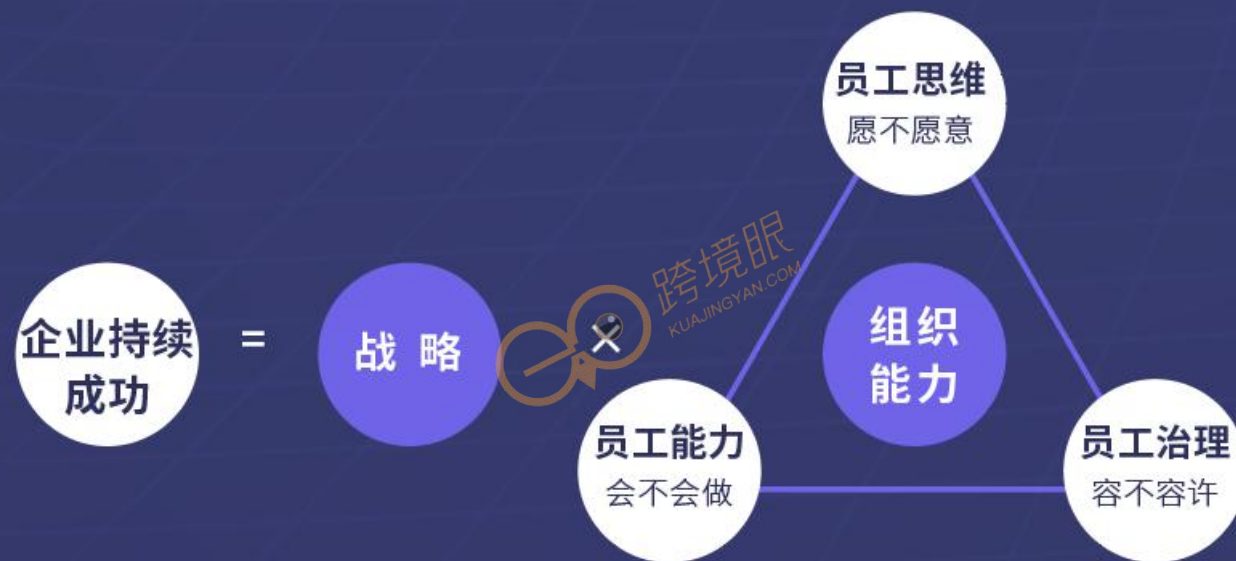 员工思维
愿不愿意
企业持续
成功
=
战略
×
组织
能力
员工能力
会不会做
员工治理
容不容许
跨境眼
KUAJINGYAN.COM